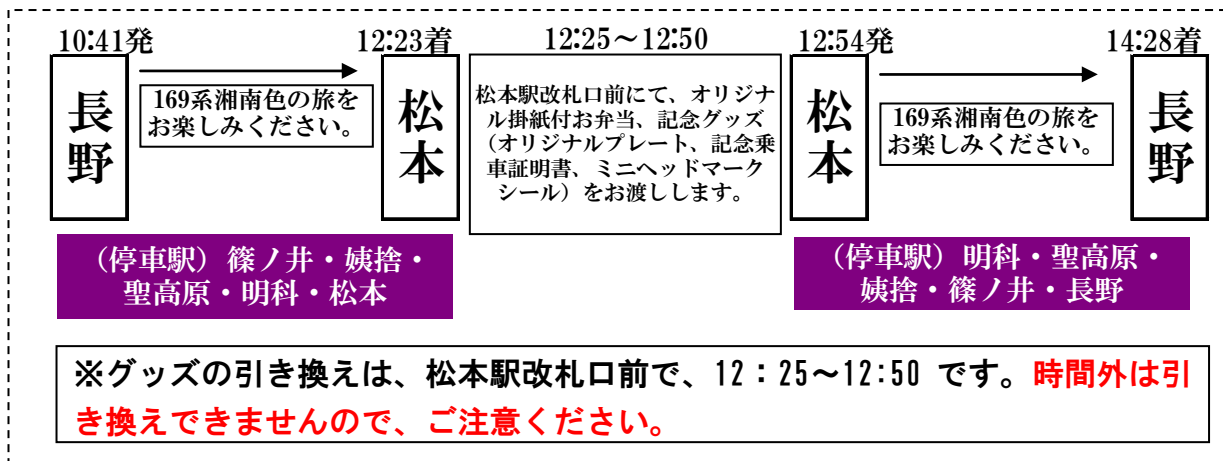 10:41発
12:23着
12:25～12:50
12:54発
14:28着
長野
169系湘南色の旅を
お楽しみください。
松本
松本駅改札口前にて、オリジナ
ル掛紙付お弁当、記念グッズ
（オリジナルプレート、記念乗
車証明書、ミニヘッドマーク
シール）をお渡しします。
松本
169系湘南色の旅を
お楽しみください。
長野
（停車駅）篠ノ井・姨捨・
聖高原・明科・松本
（停車駅）明科・聖高原・
姨捨・篠ノ井・長野
※グッズの引き換えは、松本駅改札口前で、12：25～12:50 です。時間外は引
き換えできませんので、ご注意ください。